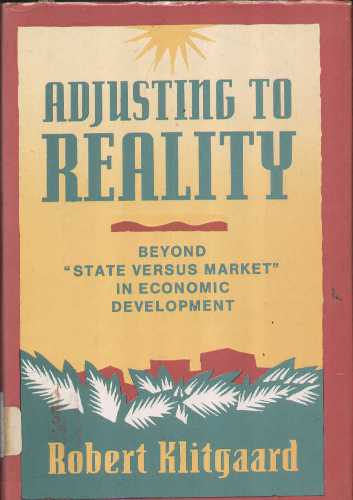 ADJUSTING TO
REALITY
BEYOND
"STATE VERSUS MARKET"
IN ECONOMIC
DEVELOPMENT
Robert Klitgaard